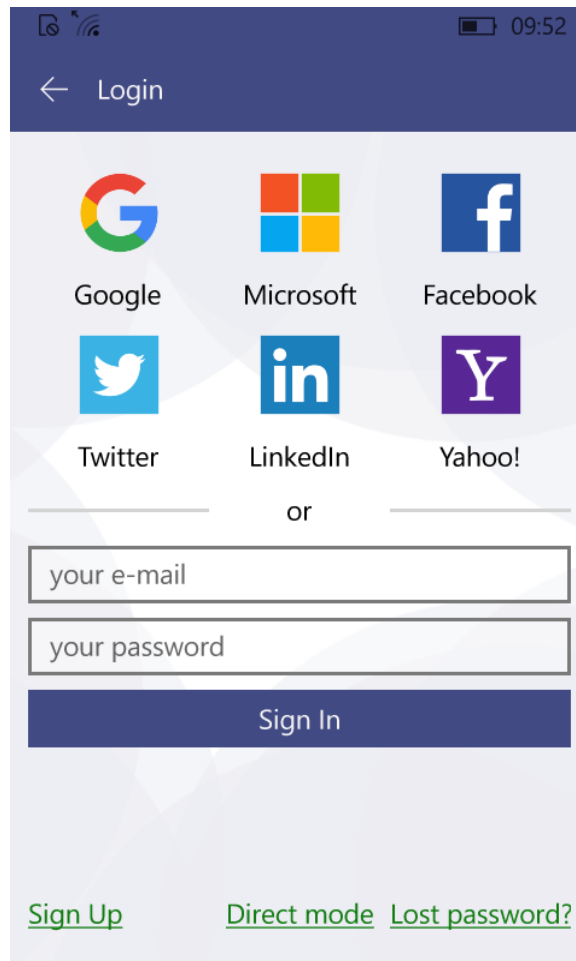 09:52
Login
Google Microsoft Facebook
Twitter LinkedIn Yahoo!
or
your e-mail
your password
Sign In
Sign Up Direct mode Lost password?